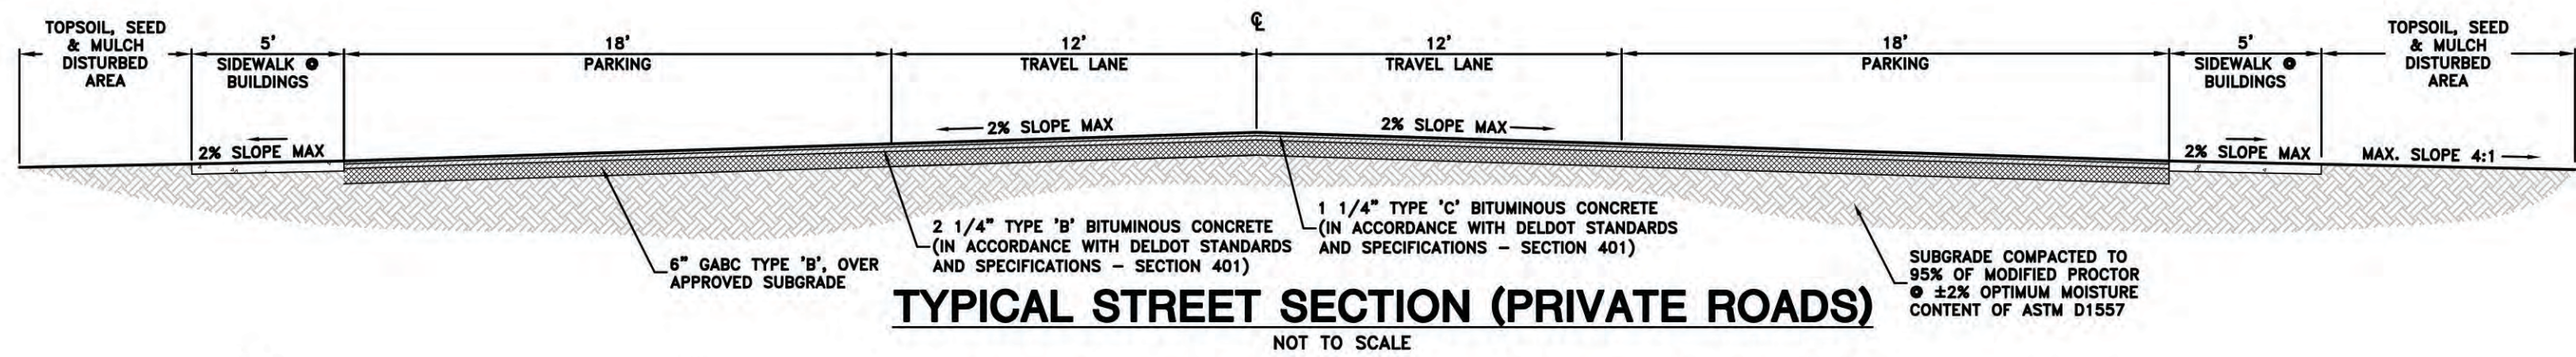 TOPSOIL, SEED
& MULCH
DISTURBED
AREA
5'
SIDEWALK @
BUILDINGS
18'
PARKING
12'
TRAVEL LANE
℄
12'
TRAVEL LANE
18'
PARKING
5'
SIDEWALK @
BUILDINGS
TOPSOIL, SEED
& MULCH
DISTURBED
AREA
2% SLOPE MAX
2% SLOPE MAX
2% SLOPE MAX
2% SLOPE MAX
MAX. SLOPE 4:1
6" GABC TYPE 'B', OVER
APPROVED SUBGRADE
2 1/4" TYPE 'B' BITUMINOUS CONCRETE
(IN ACCORDANCE WITH DELDOT STANDARDS
AND SPECIFICATIONS – SECTION 401)
1 1/4" TYPE 'C' BITUMINOUS CONCRETE
(IN ACCORDANCE WITH DELDOT STANDARDS
AND SPECIFICATIONS – SECTION 401)
SUBGRADE COMPACTED TO
95% OF MODIFIED PROCTOR
@ ±2% OPTIMUM MOISTURE
CONTENT OF ASTM D1557
TYPICAL STREET SECTION (PRIVATE ROADS)
NOT TO SCALE